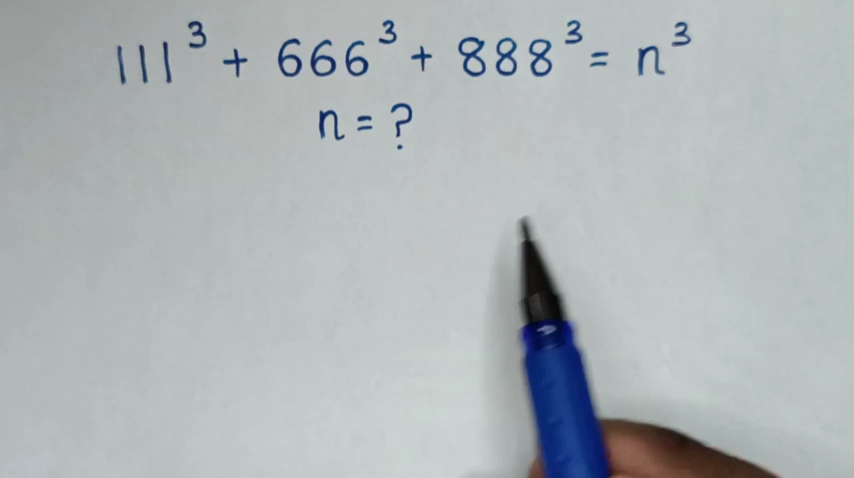 111³ + 666³ + 888³ = n³
n = ?